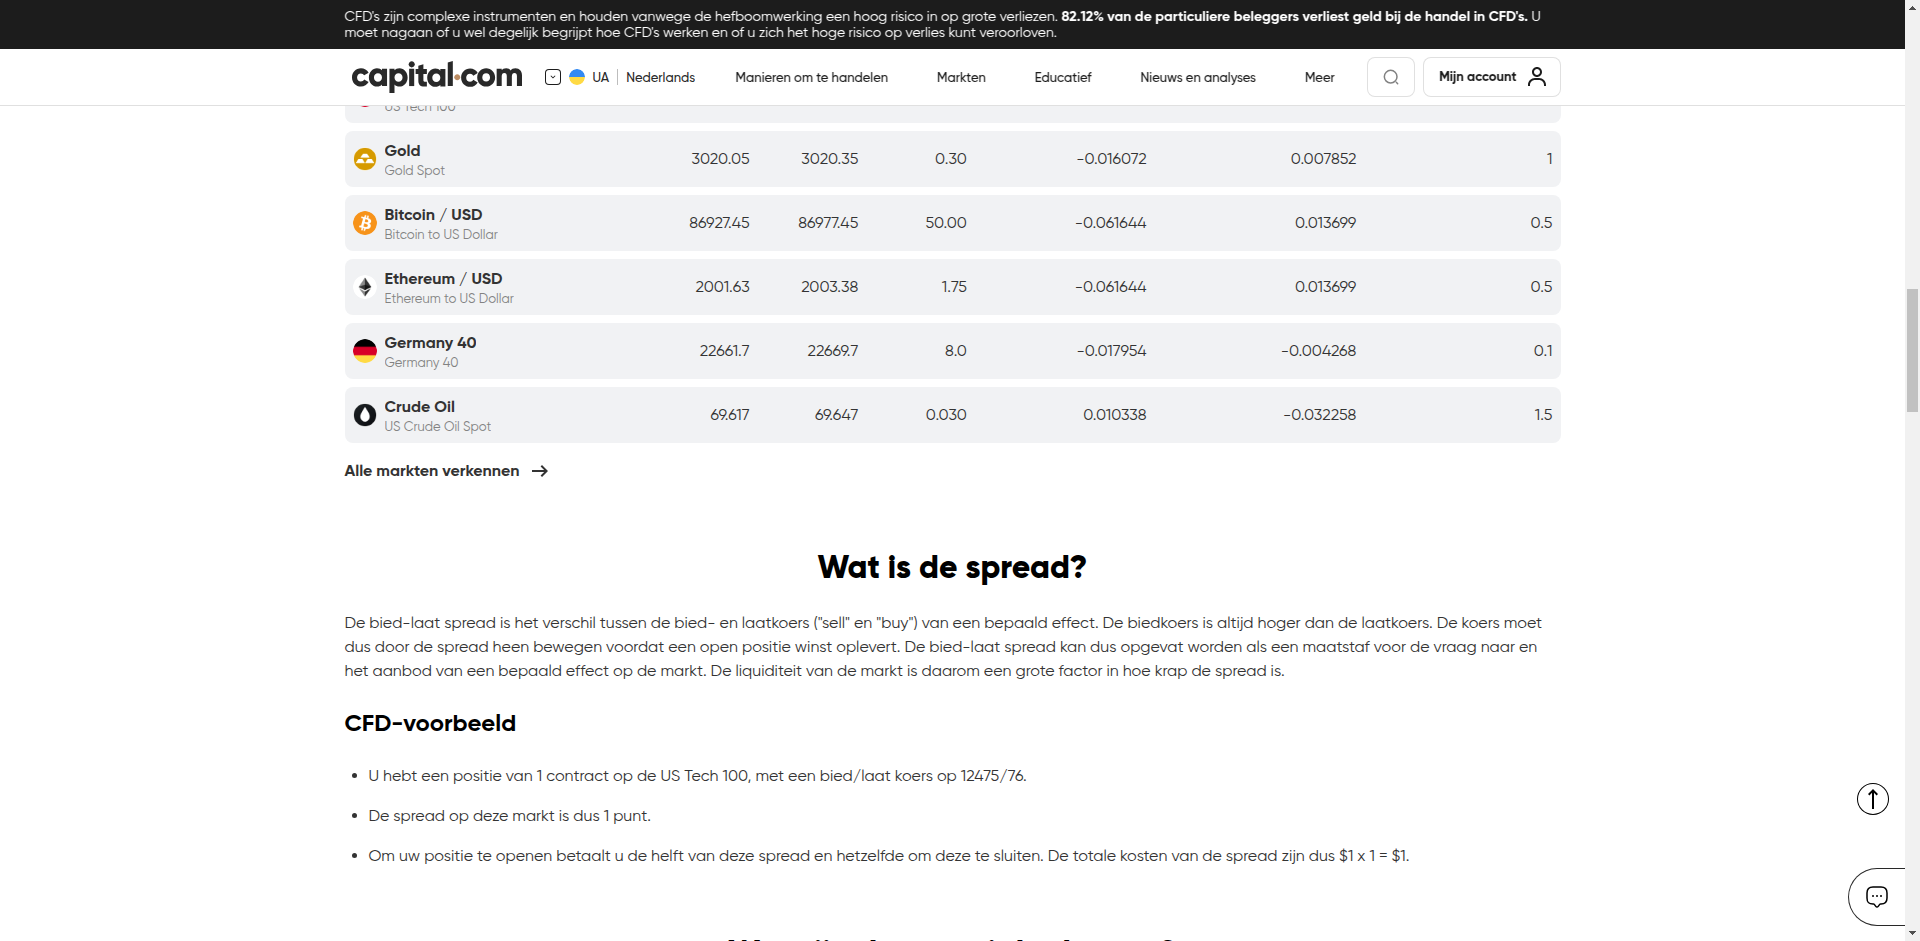 CFD's zijn complexe instrumenten en houden vanwege de hefboomwerking een hoog risico in op grote verliezen. 82.12% van de particuliere beleggers verliest geld bij de handel in CFD's. U
moet nagaan of u wel degelijk begrijpt hoe CFD's werken en of u zich het hoge risico op verlies kunt veroorloven.
capital.com UA Nederlands Manieren om te handelen Markten Educatief Nieuws en analyses Meer Mijn account
US Tech 100
Gold
Gold Spot
3020.05 3020.35 0.30 -0.016072 0.007852 1
Bitcoin / USD
Bitcoin to US Dollar
86927.45 86977.45 50.00 -0.061644 0.013699 0.5
Ethereum / USD
Ethereum to US Dollar
2001.63 2003.38 1.75 -0.061644 0.013699 0.5
Germany 40
Germany 40
22661.7 22669.7 8.0 -0.017954 -0.004268 0.1
Crude Oil
US Crude Oil Spot
69.617 69.647 0.030 0.010338 -0.032258 1.5
Alle markten verkennen
Wat is de spread?
De bied-laat spread is het verschil tussen de bied- en laatkoers ("sell" en "buy") van een bepaald effect. De biedkoers is altijd hoger dan de laatkoers. De koers moet
dus door de spread heen bewegen voordat een open positie winst oplevert. De bied-laat spread kan dus opgevat worden als een maatstaf voor de vraag naar en
het aanbod van een bepaald effect op de markt. De liquiditeit van de markt is daarom een grote factor in hoe krap de spread is.
CFD-voorbeeld
• U hebt een positie van 1 contract op de US Tech 100, met een bied/laat koers op 12475/76.
• De spread op deze markt is dus 1 punt.
• Om uw positie te openen betaalt u de helft van deze spread en hetzelfde om deze te sluiten. De totale kosten van de spread zijn dus $1 x 1 = $1.